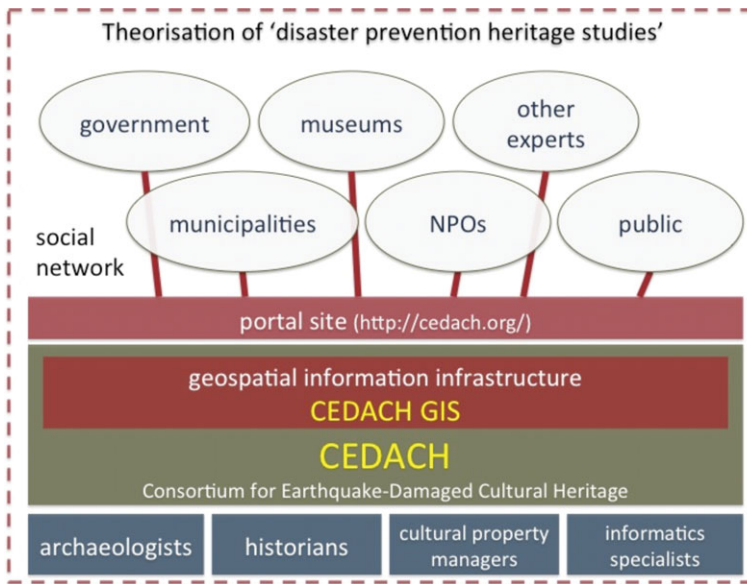 Theorisation of ‘disaster prevention heritage studies’
government
museums
other
experts
municipalities
NPOs
public
social
network
portal site (http://cedach.org/)
geospatial information infrastructure
CEDACH GIS
CEDACH
Consortium for Earthquake-Damaged Cultural Heritage
archaeologists
historians
cultural property
managers
informatics
specialists